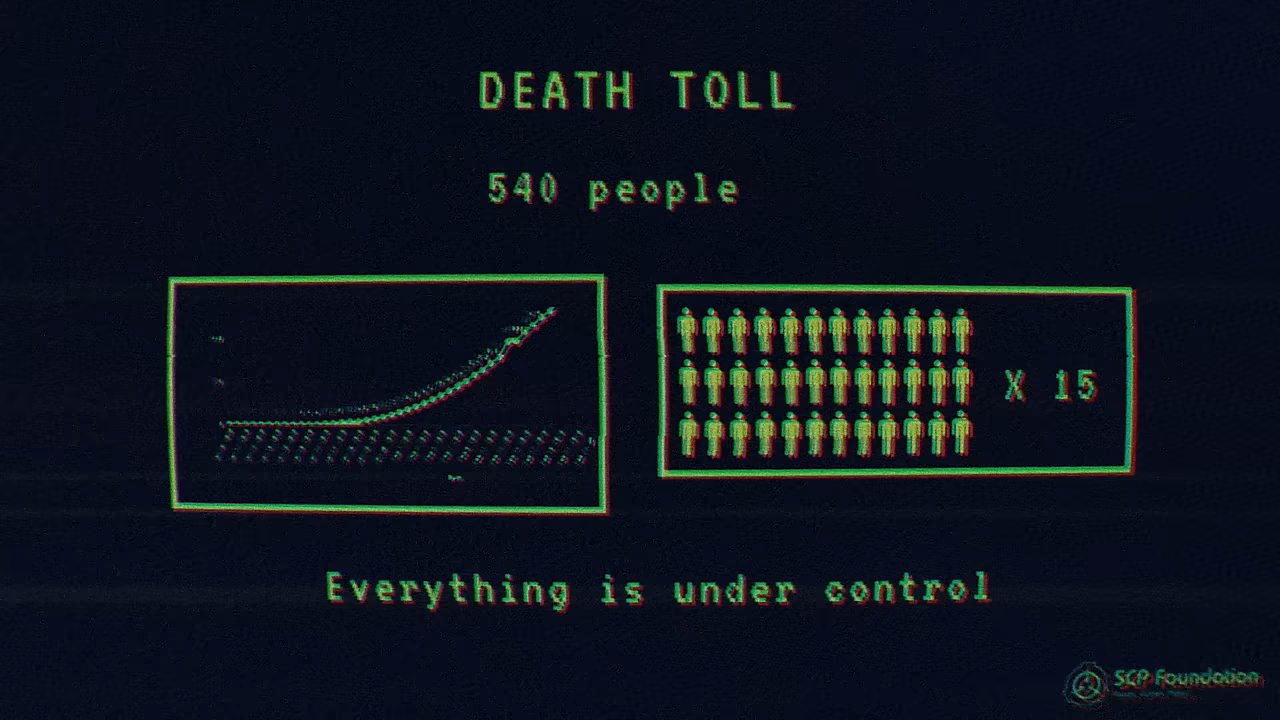 DEATH TOLL
540 people
X 15
Everything is under control
SCP Foundation